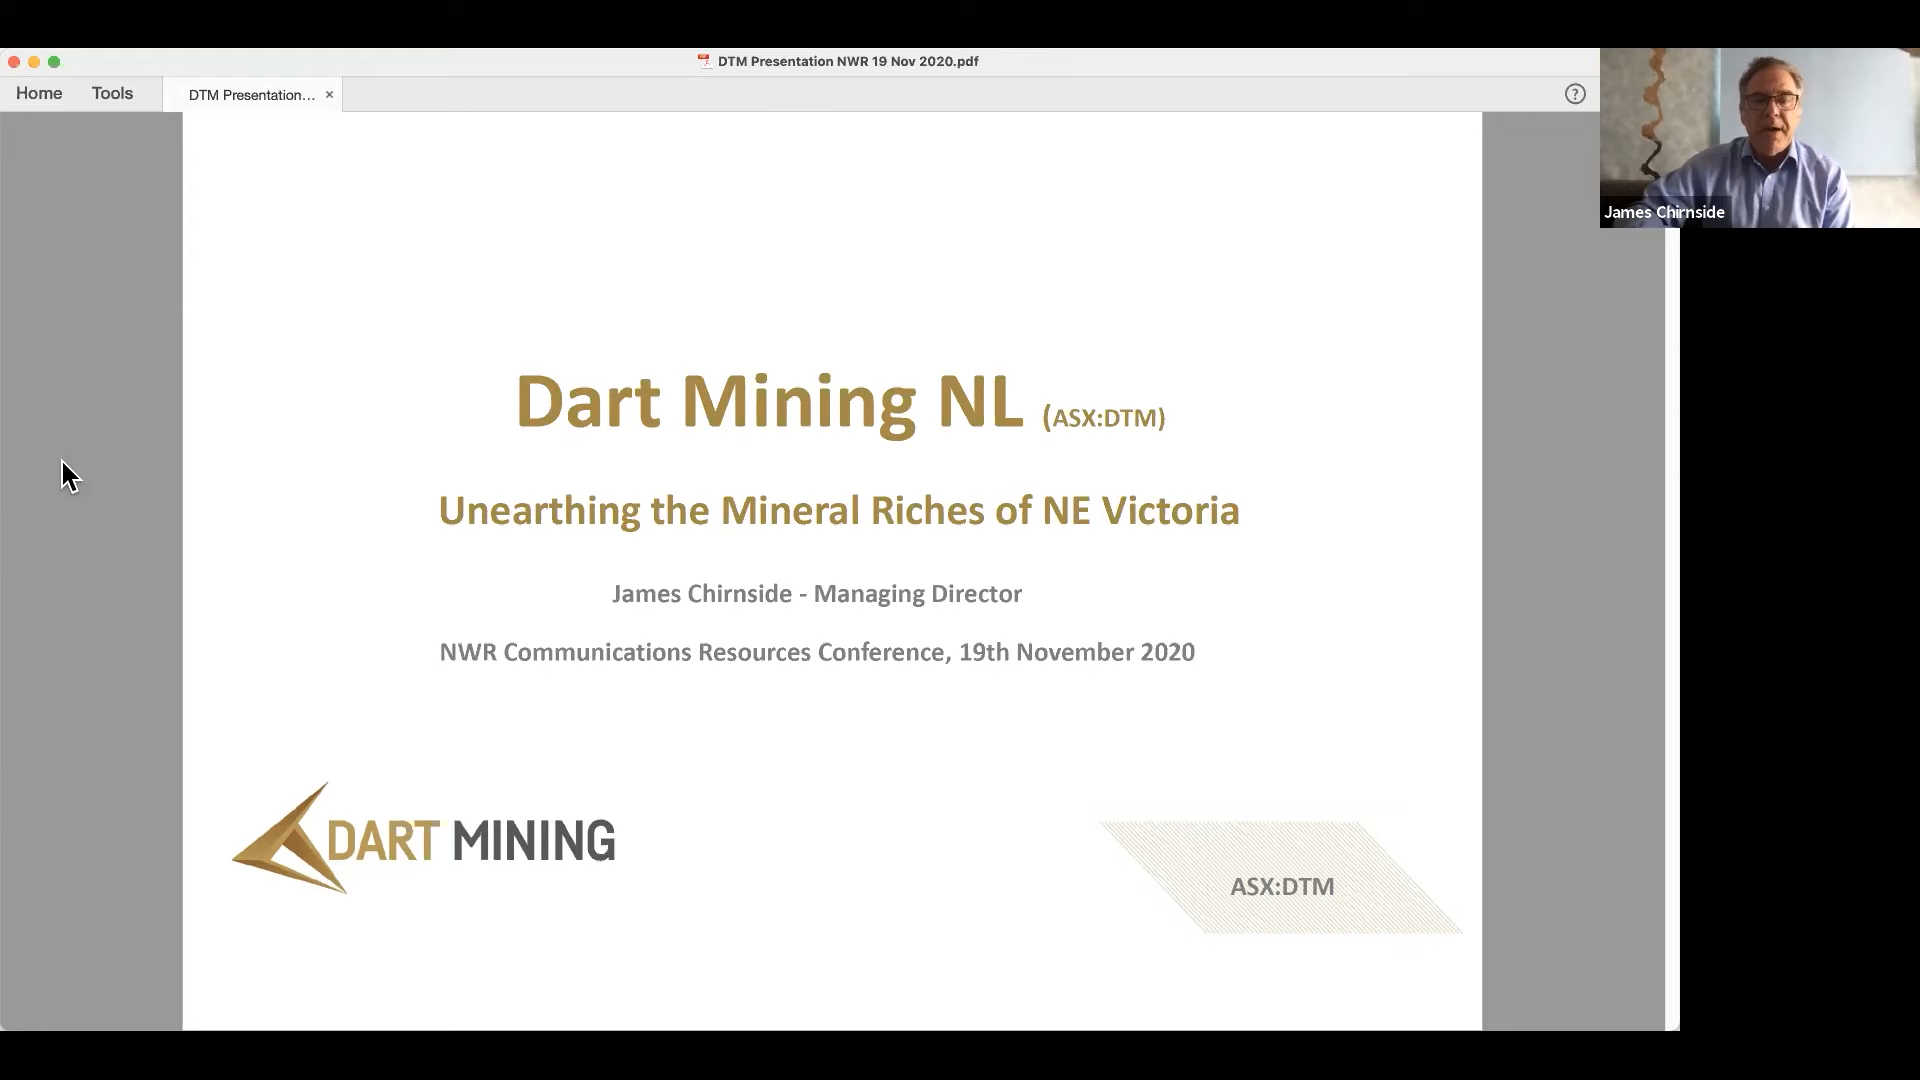 DTM Presentation NWR 19 Nov 2020.pdf
Home Tools DTM Presentation... × ?
James Chirnside
Dart Mining NL (ASX:DTM)
Unearthing the Mineral Riches of NE Victoria
James Chirnside - Managing Director
NWR Communications Resources Conference, 19th November 2020
DART MINING
ASX:DTM